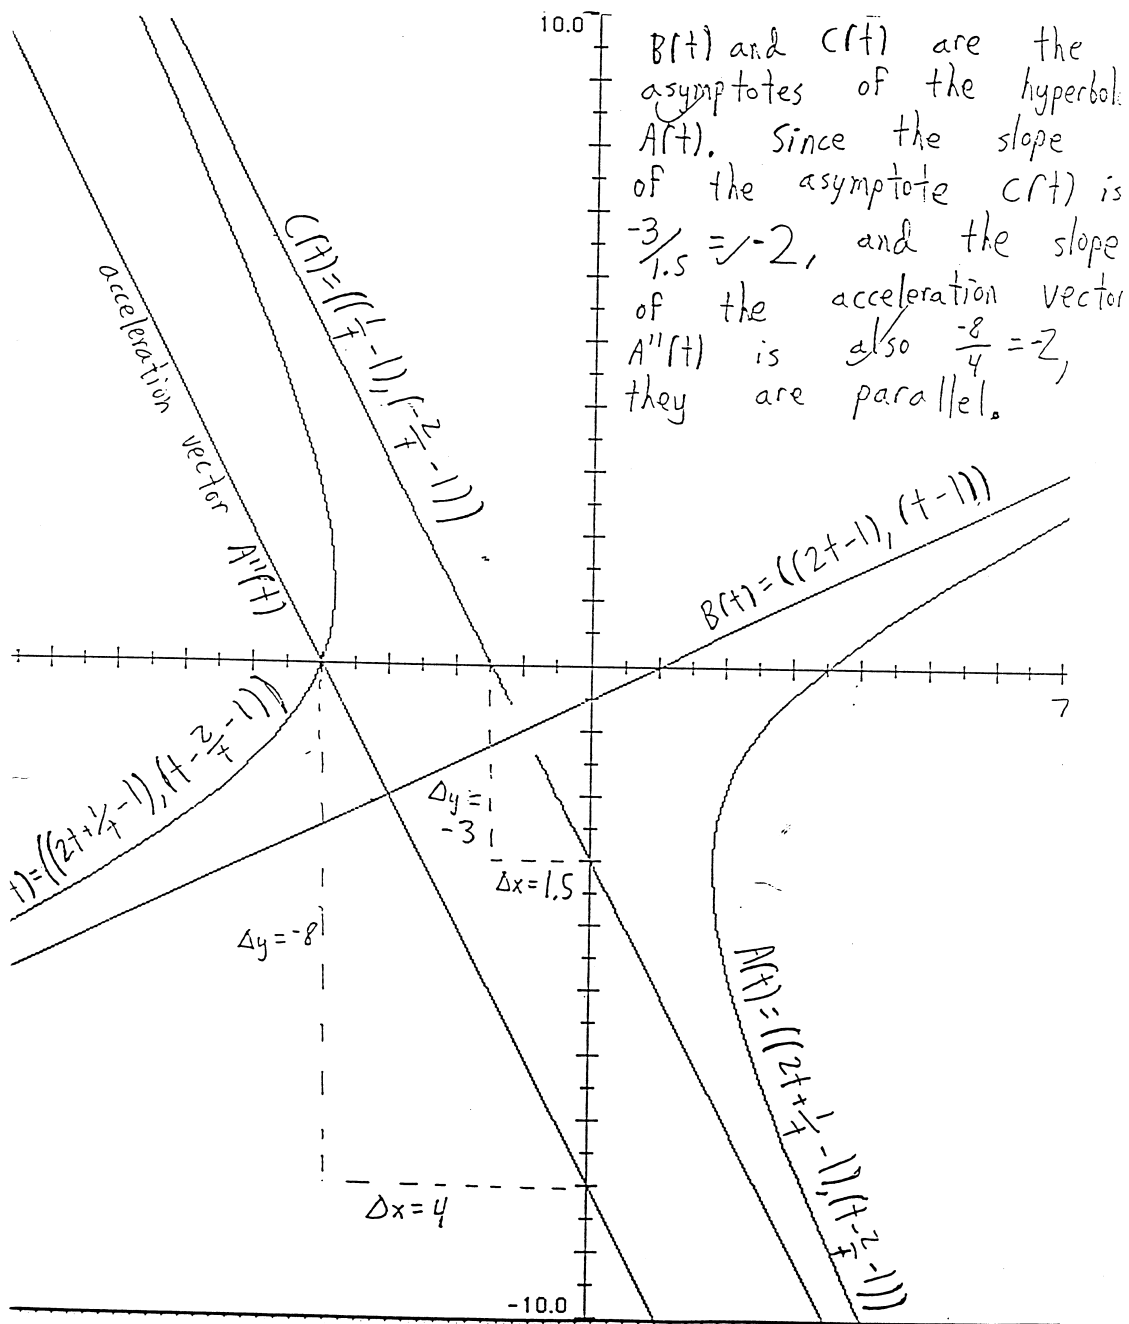 10.0
B(t) and C(t) are the
asymptotes of the hyperbol
A(t). Since the slope
of the asymptote C(t) is
-3/1.5 = -2, and the slope
of the acceleration vector
A"(t) is also -8/4 = -2,
they are parallel.
C(t)=((1/t -1),(-2/t -1))
acceleration vector A"(t)
B(t)=((2t-1), (t-1))
7
t)=((2t+1/t -1),(t-2/t -1))
Δy=
-3
Δx=1.5
Δy=-8
A(t)=((2t+1/t -1),(t-2/t -1))
Δx=4
-10.0